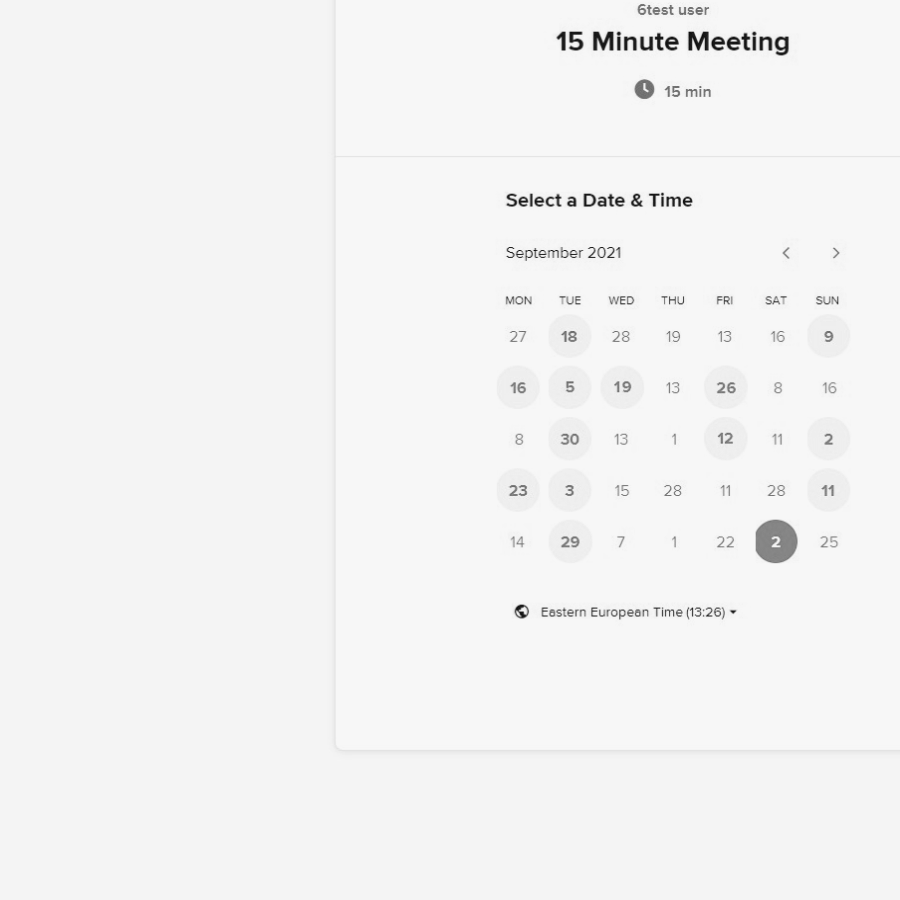 6test user
15 Minute Meeting
15 min
Select a Date & Time
September 2021
MON TUE WED THU FRI SAT SUN
27 18 28 19 13 16 9
16 5 19 13 26 8 16
8 30 13 1 12 11 2
23 3 15 28 11 28 11
14 29 7 1 22 2 25
Eastern European Time (13:26)